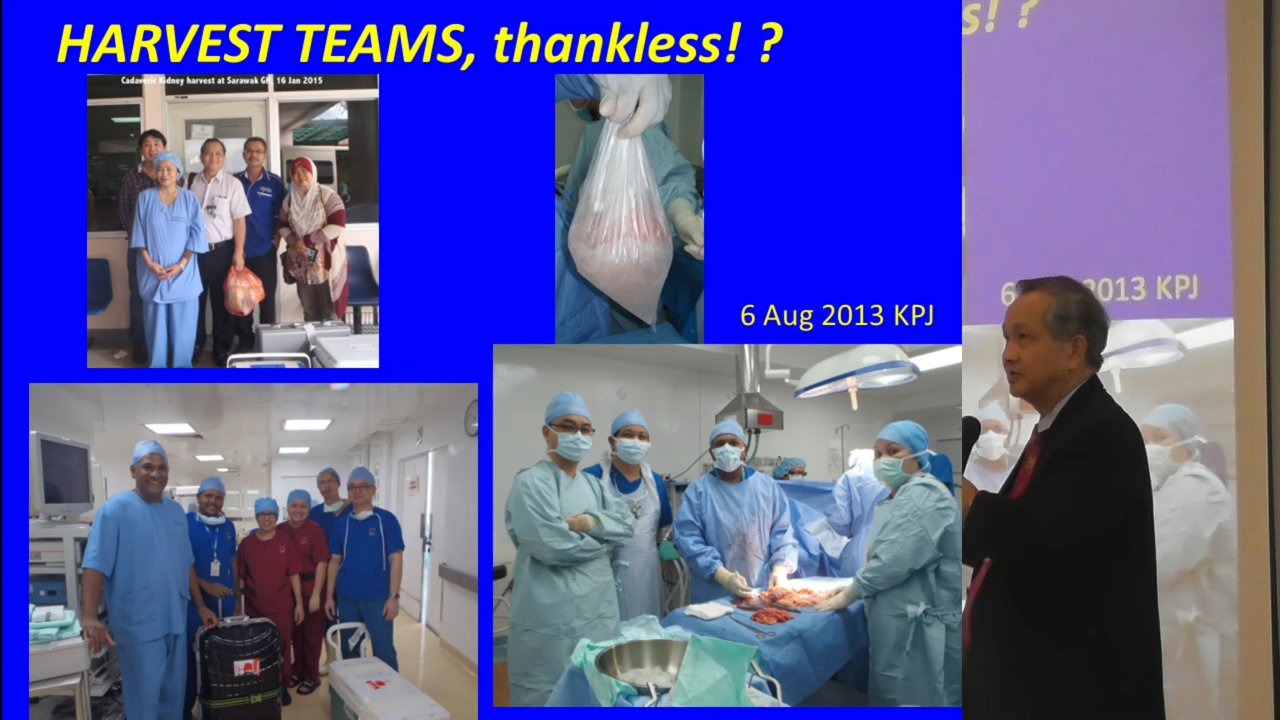 HARVEST TEAMS, thankless! ?
Cadaveric Kidney harvest at Sarawak GH, 16 Jan 2015
6 Aug 2013 KPJ
s! ?
6 2013 KPJ